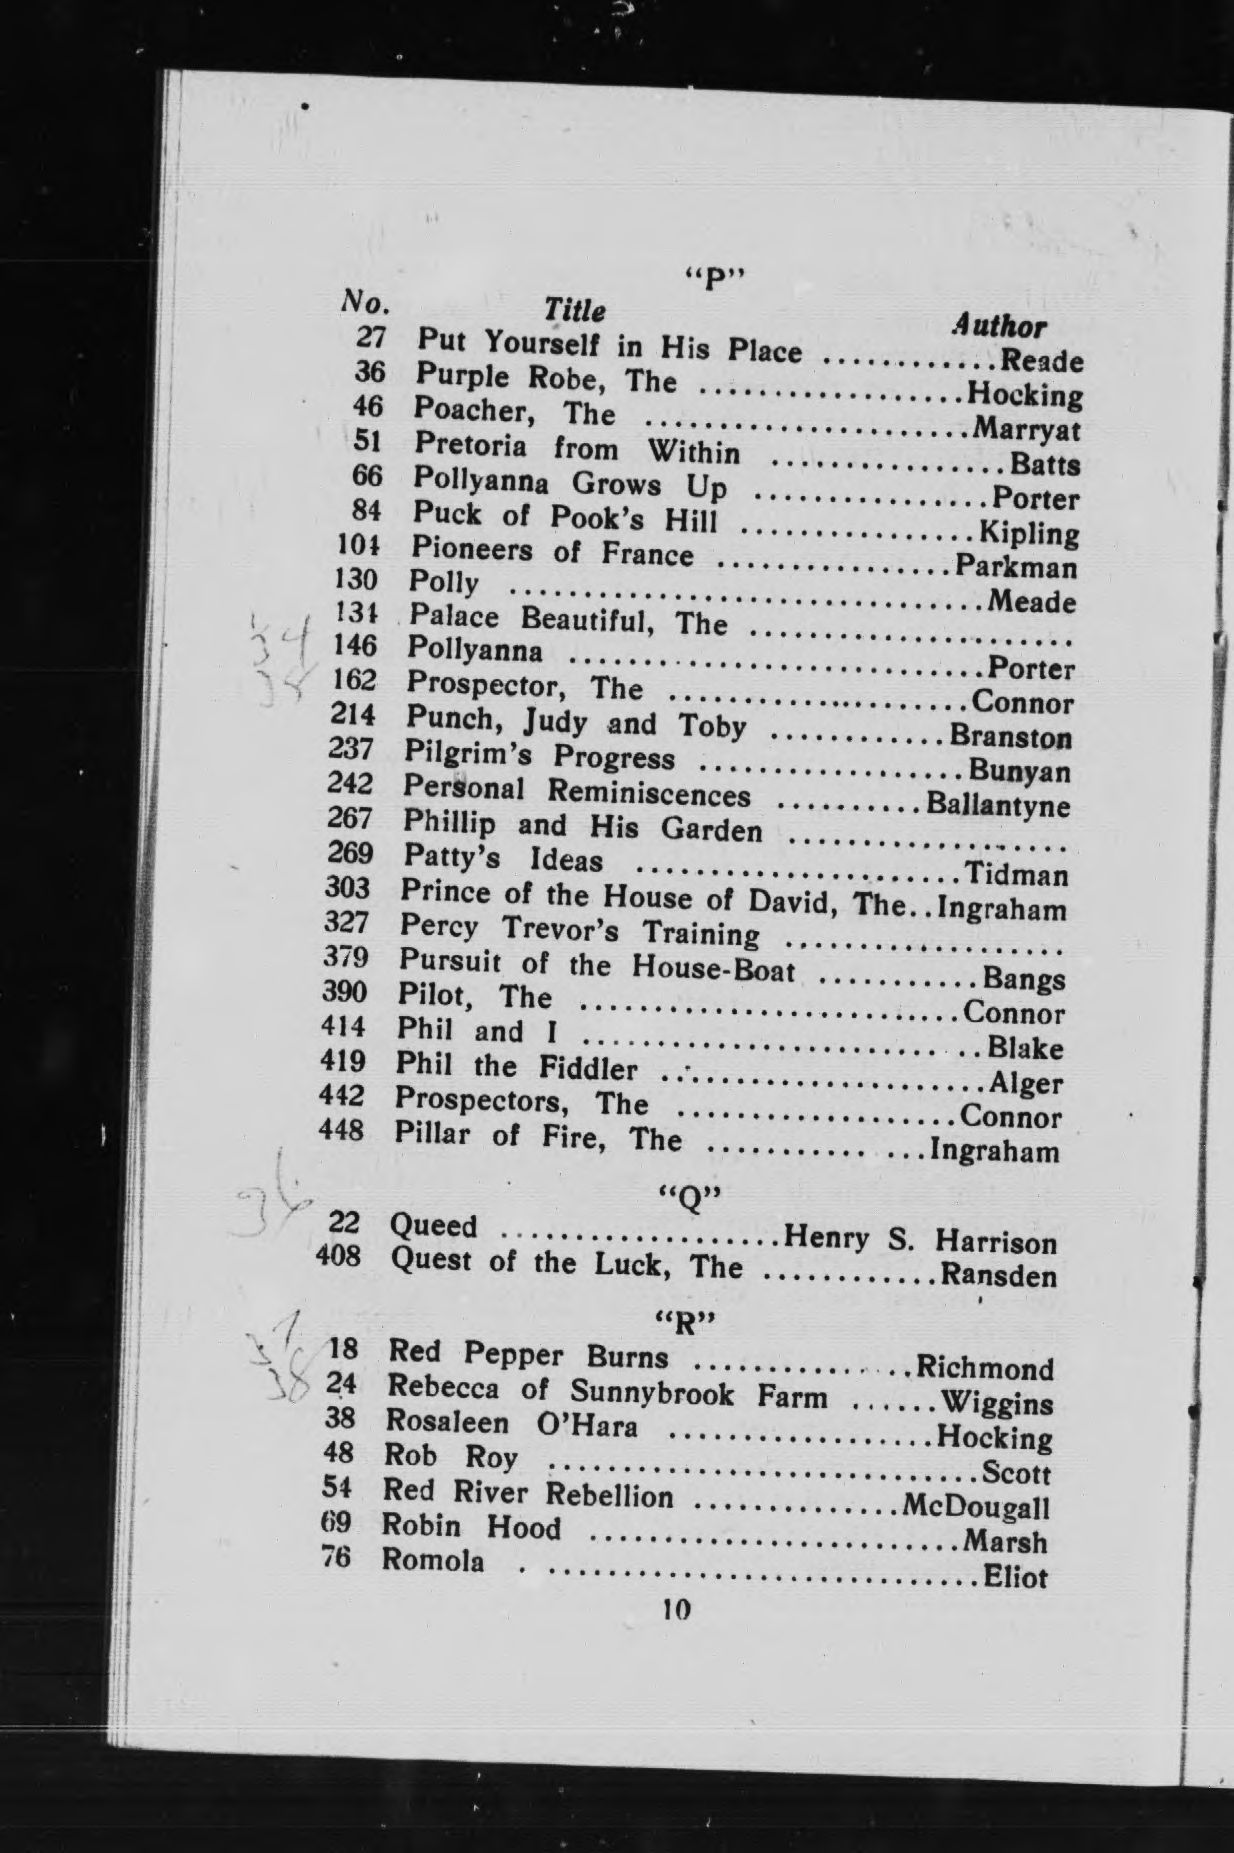 “P”
No. Title Author
27 Put Yourself in His Place ............Reade
36 Purple Robe, The ..................Hocking
46 Poacher, The ......................Marryat
51 Pretoria from Within ................Batts
66 Pollyanna Grows Up ................Porter
84 Puck of Pook’s Hill ................Kipling
104 Pioneers of France ................Parkman
130 Polly ................................Meade
134 Palace Beautiful, The ......................
34
146 Pollyanna ............................Porter
38
162 Prospector, The ....................Connor
214 Punch, Judy and Toby ............Branston
237 Pilgrim’s Progress ..................Bunyan
242 Personal Reminiscences ..........Ballantyne
267 Phillip and His Garden ...................
269 Patty’s Ideas ......................Tidman
303 Prince of the House of David, The..Ingraham
327 Percy Trevor’s Training ...................
379 Pursuit of the House-Boat ...........Bangs
390 Pilot, The ..........................Connor
414 Phil and I ..........................Blake
419 Phil the Fiddler ......................Alger
442 Prospectors, The ...................Connor
448 Pillar of Fire, The ..............Ingraham
“Q”
36
22 Queed ...................Henry S. Harrison
408 Quest of the Luck, The ............Ransden
“R”
37
18 Red Pepper Burns ..............Richmond
38
24 Rebecca of Sunnybrook Farm ......Wiggins
38 Rosaleen O’Hara ..................Hocking
48 Rob Roy .............................Scott
54 Red River Rebellion ..............McDougall
69 Robin Hood .........................Marsh
76 Romola . .............................Eliot
10